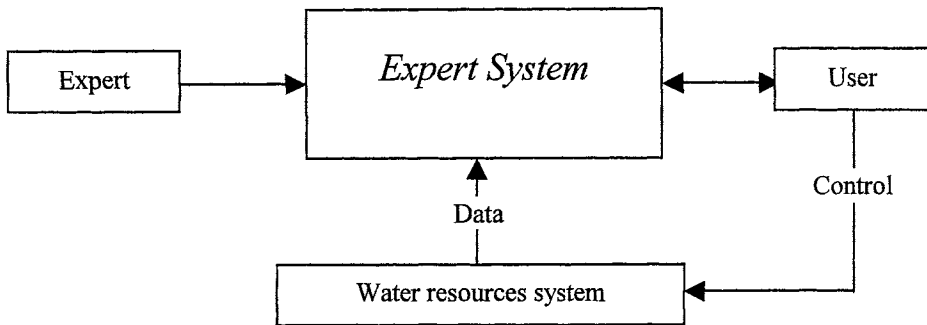 Expert
Expert System
User
Control
Data
Water resources system